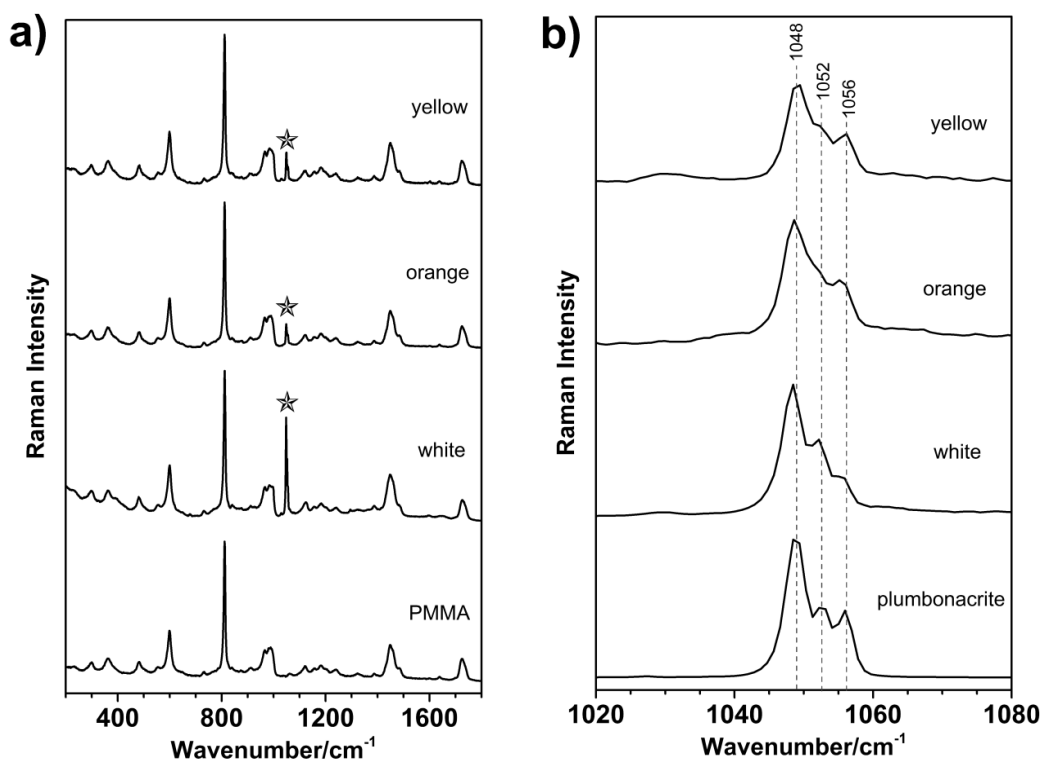 a)
yellow
orange
white
PMMA
Raman Intensity
400 800 1200 1600
Wavenumber/cm⁻¹
b)
1048
1052
1056
yellow
orange
white
plumbonacrite
Raman Intensity
1020 1040 1060 1080
Wavenumber/cm⁻¹